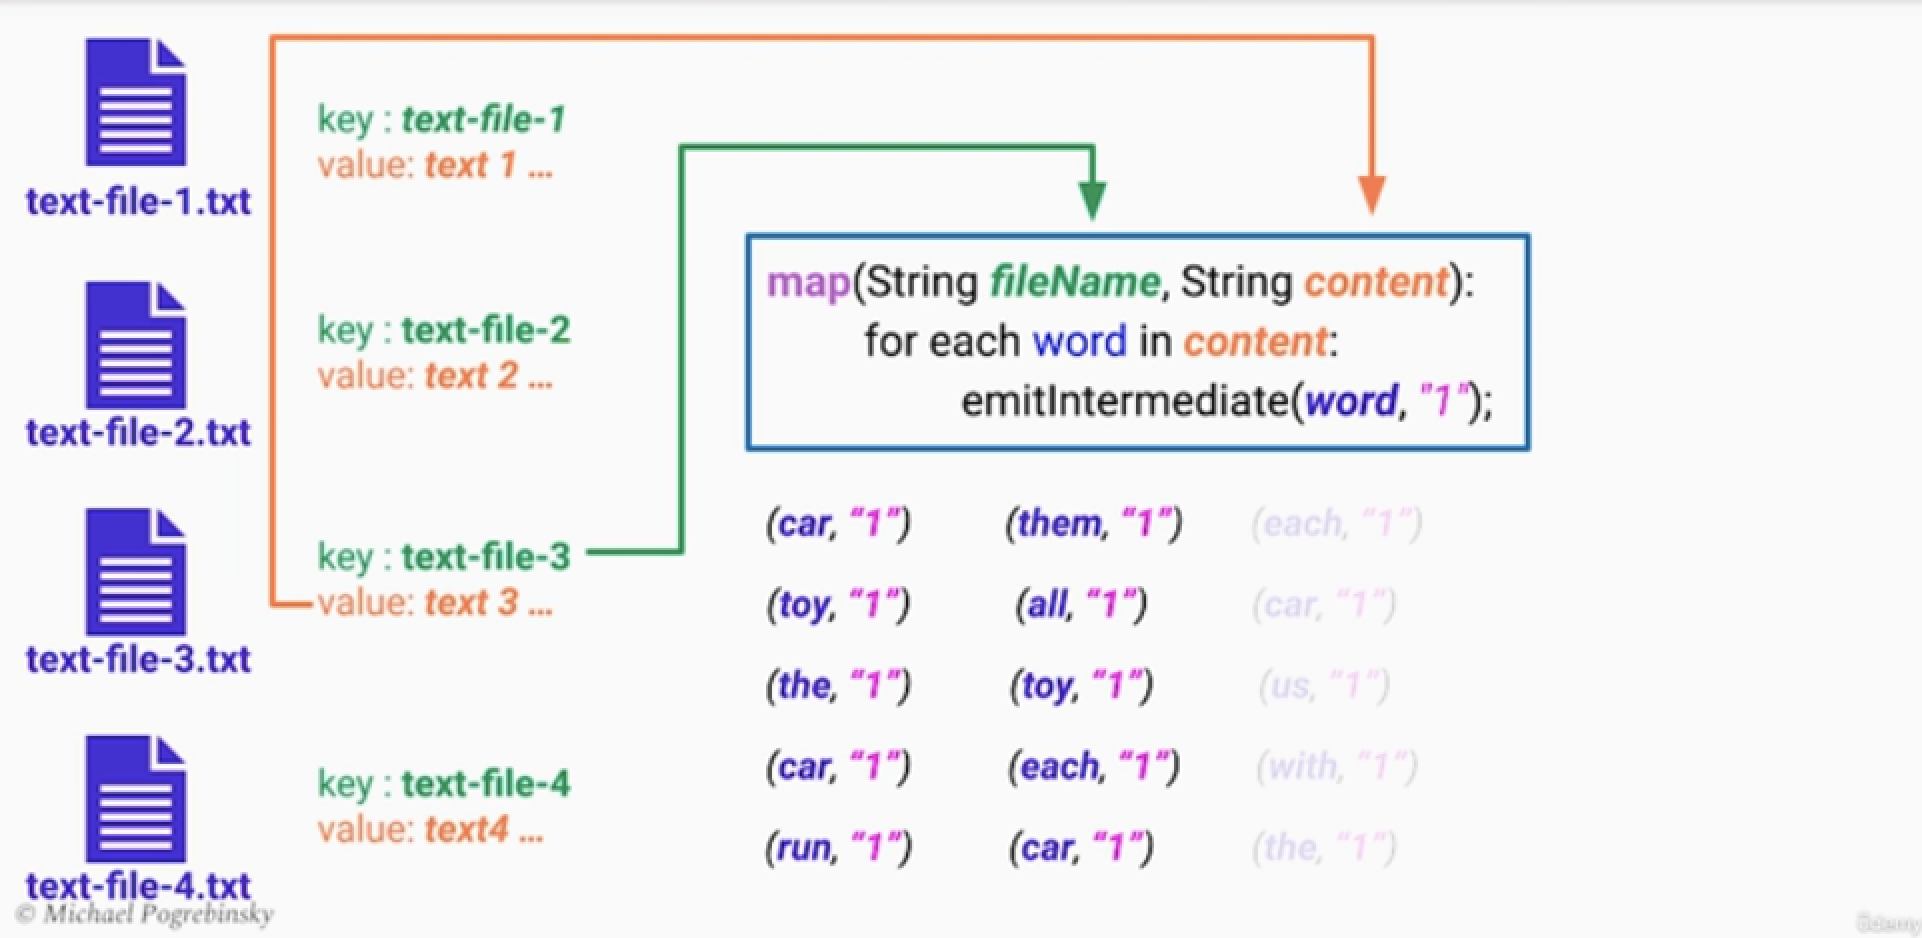 text-file-1.txt
key : text-file-1
value: text 1 ...
text-file-2.txt
key : text-file-2
value: text 2 ...
text-file-3.txt
key : text-file-3
value: text 3 ...
text-file-4.txt
key : text-file-4
value: text4 ...
map(String fileName, String content):
for each word in content:
emitIntermediate(word, "1");
(car, “1”) (them, “1”) (each, “1”)
(toy, “1”) (all, “1”) (car, “1”)
(the, “1”) (toy, “1”) (us, “1”)
(car, “1”) (each, “1”) (with, “1”)
(run, “1”) (car, “1”) (the, “1”)
© Michael Pogrebinsky
ûdemy